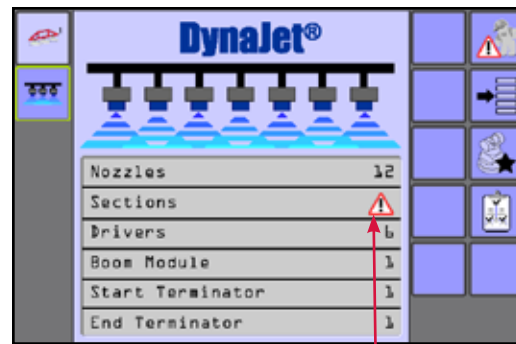 DynaJet®
Nozzles 12
Sections
Drivers 6
Boom Module 1
Start Terminator 1
End Terminator 1